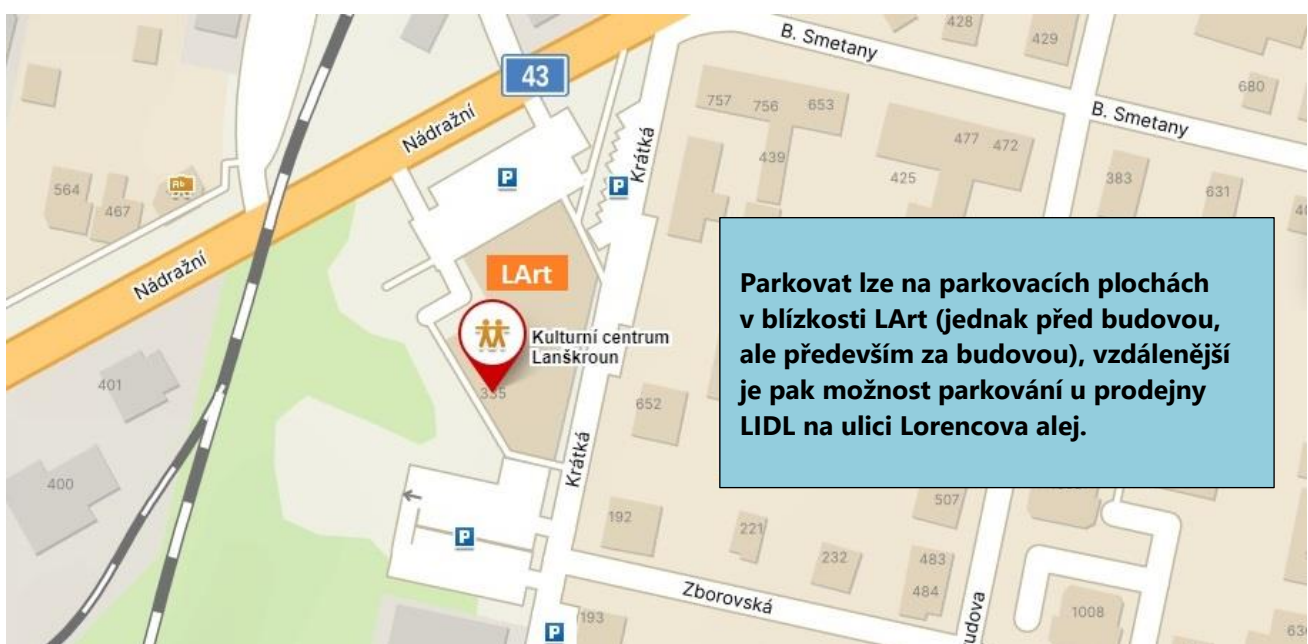 428
429
B. Smetany
43
680
757 756 653
B. Smetany
Nádražní
Krátká
477 472
P
439
P
425
383
564
631
467
Parkovat lze na parkovacích plochách
v blízkosti LArt (jednak před budovou,
ale především za budovou), vzdálenější
je pak možnost parkování u prodejny
LIDL na ulici Lorencova alej.
Nádražní
LArt
Kulturní centrum
Lanškroun
401
335
652
Krátká
400
507
192
221
P
232
483
484
Zborovská
1008
193
P